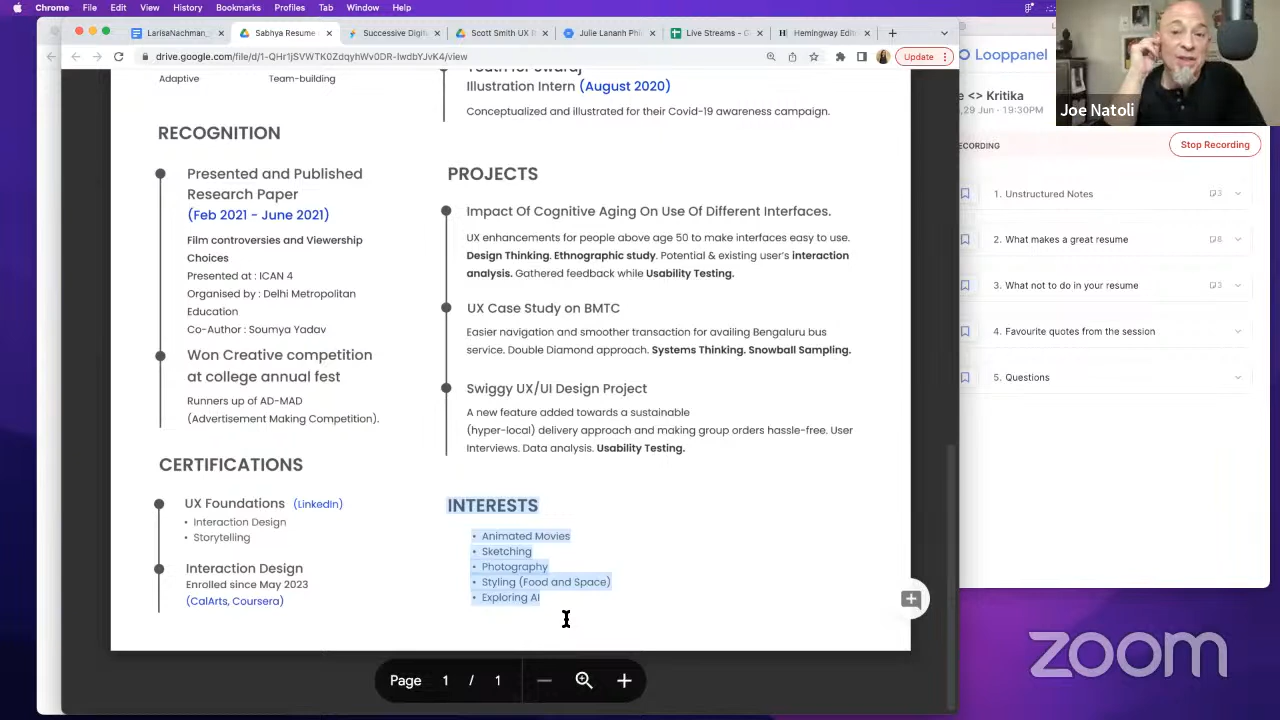 Chrome File Edit View History Bookmarks Profiles Tab Window Help
LarisaNachman_
Sabhya Resume
Successive Digit
Scott Smith UX D
Julie Lananh Phi
Live Streams - G
Hemingway Edit
drive.google.com/file/d/1-QHr1jSVWTK0ZdqyhWv0DR-IwdbYJvK4/view
Update
Adaptive Team-building
RECOGNITION
Presented and Published
Research Paper
(Feb 2021 - June 2021)
Film controversies and Viewership
Choices
Presented at : ICAN 4
Organised by : Delhi Metropolitan
Education
Co-Author : Soumya Yadav
Won Creative competition
at college annual fest
Runners up of AD-MAD
(Advertisement Making Competition).
CERTIFICATIONS
UX Foundations (LinkedIn)
• Interaction Design
• Storytelling
Interaction Design
Enrolled since May 2023
(CalArts, Coursera)
Illustration Intern (August 2020)
Conceptualized and illustrated for their Covid-19 awareness campaign.
PROJECTS
Impact Of Cognitive Aging On Use Of Different Interfaces.
UX enhancements for people above age 50 to make interfaces easy to use.
Design Thinking. Ethnographic study. Potential & existing user's interaction
analysis. Gathered feedback while Usability Testing.
UX Case Study on BMTC
Easier navigation and smoother transaction for availing Bengaluru bus
service. Double Diamond approach. Systems Thinking. Snowball Sampling.
Swiggy UX/UI Design Project
A new feature added towards a sustainable
(hyper-local) delivery approach and making group orders hassle-free. User
Interviews. Data analysis. Usability Testing.
INTERESTS
• Animated Movies
• Sketching
• Photography
• Styling (Food and Space)
• Exploring AI
Page 1 / 1
Looppanel
e <> Kritika
,29 Jun · 19:30PM
ECORDING
Stop Recording
1. Unstructured Notes 3
2. What makes a great resume 8
3. What not to do in your resume 3
4. Favourite quotes from the session
5. Questions
Joe Natoli
zoom